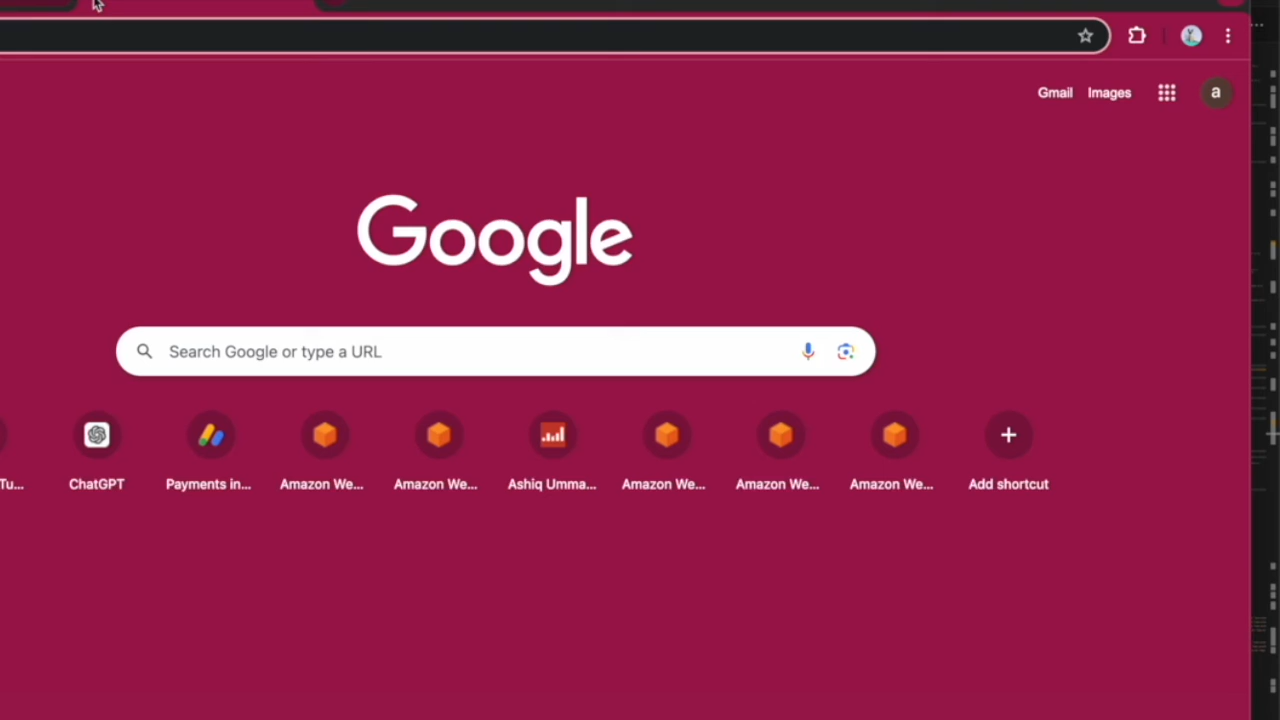 Gmail Images a
Google
Search Google or type a URL
Tu... ChatGPT Payments in... Amazon We... Amazon We... Ashiq Umma... Amazon We... Amazon We... Amazon We... Add shortcut